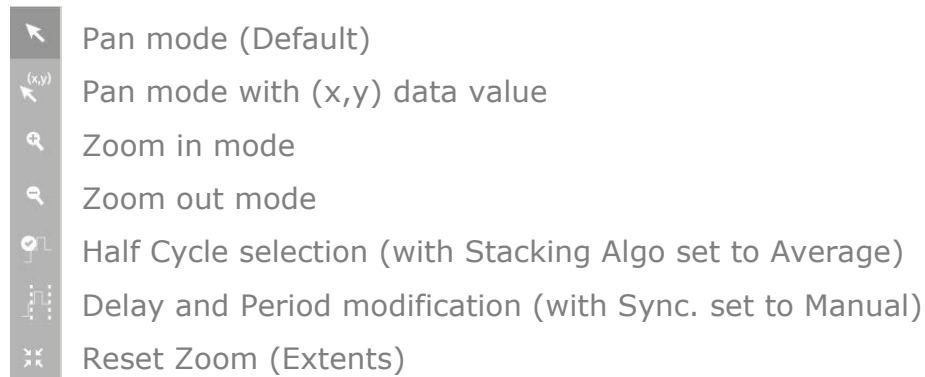 Pan mode (Default)
(x,y)
Pan mode with (x,y) data value
Zoom in mode
Zoom out mode
Half Cycle selection (with Stacking Algo set to Average)
Delay and Period modification (with Sync. set to Manual)
Reset Zoom (Extents)